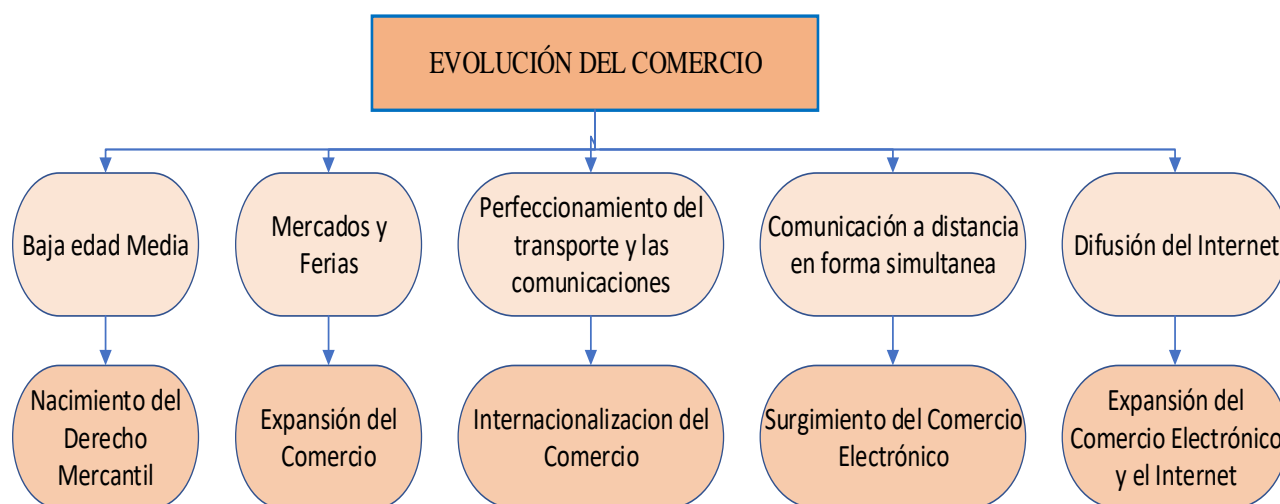 EVOLUCIÓN DEL COMERCIO
Baja edad Media
Mercados y
Ferias
Perfeccionamiento del
transporte y las
comunicaciones
Comunicación a distancia
en forma simultanea
Difusión del Internet
Nacimiento del
Derecho
Mercantil
Expansión del
Comercio
Internacionalizacion del
Comercio
Surgimiento del Comercio
Electrónico
Expansión del
Comercio Electrónico
y el Internet